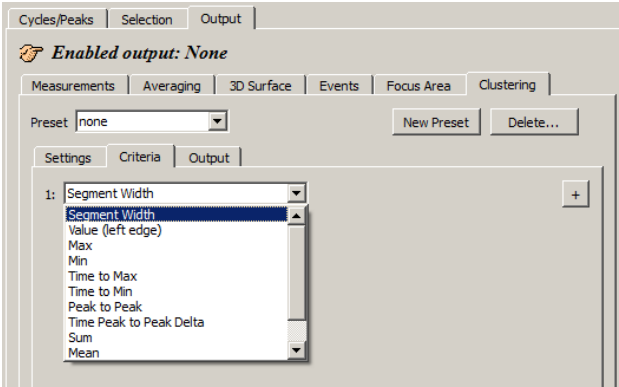 Cycles/Peaks Selection Output
Enabled output: None
Measurements Averaging 3D Surface Events Focus Area Clustering
Preset none New Preset Delete...
Settings Criteria Output
1: Segment Width +
Segment Width
Value (left edge)
Max
Min
Time to Max
Time to Min
Peak to Peak
Time Peak to Peak Delta
Sum
Mean